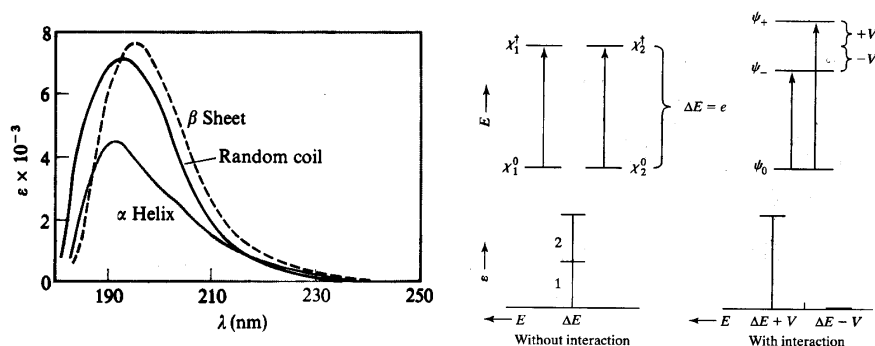 8
6
4
2
0
ε × 10⁻³
β Sheet
Random coil
α Helix
190
210
230
250
λ (nm)
χ₁↑
χ₂↑
E
ΔE = e
χ₁⁰
χ₂⁰
ψ₊
+V
−V
ψ₋
ψ₀
ε
2
1
E
ΔE
Without interaction
E
ΔE + V
ΔE − V
With interaction